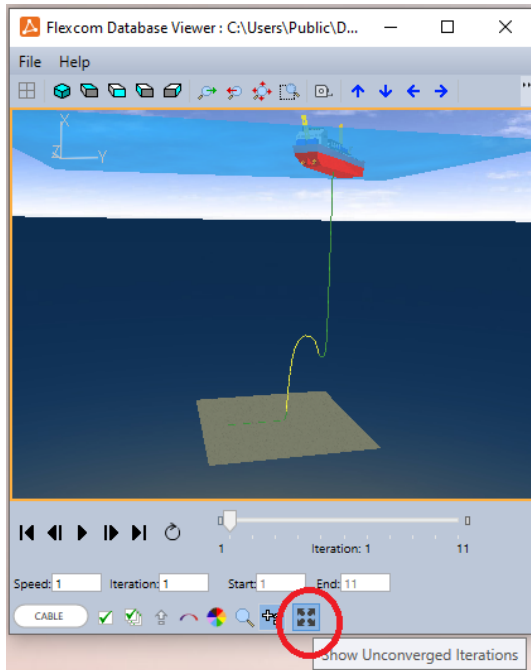 Flexcom Database Viewer : C:\Users\Public\D...
File Help
X
Z Y
1 Iteration: 1 11
Speed: 1 Iteration: 1 Start: 1 End: 11
CABLE
Show Unconverged Iterations